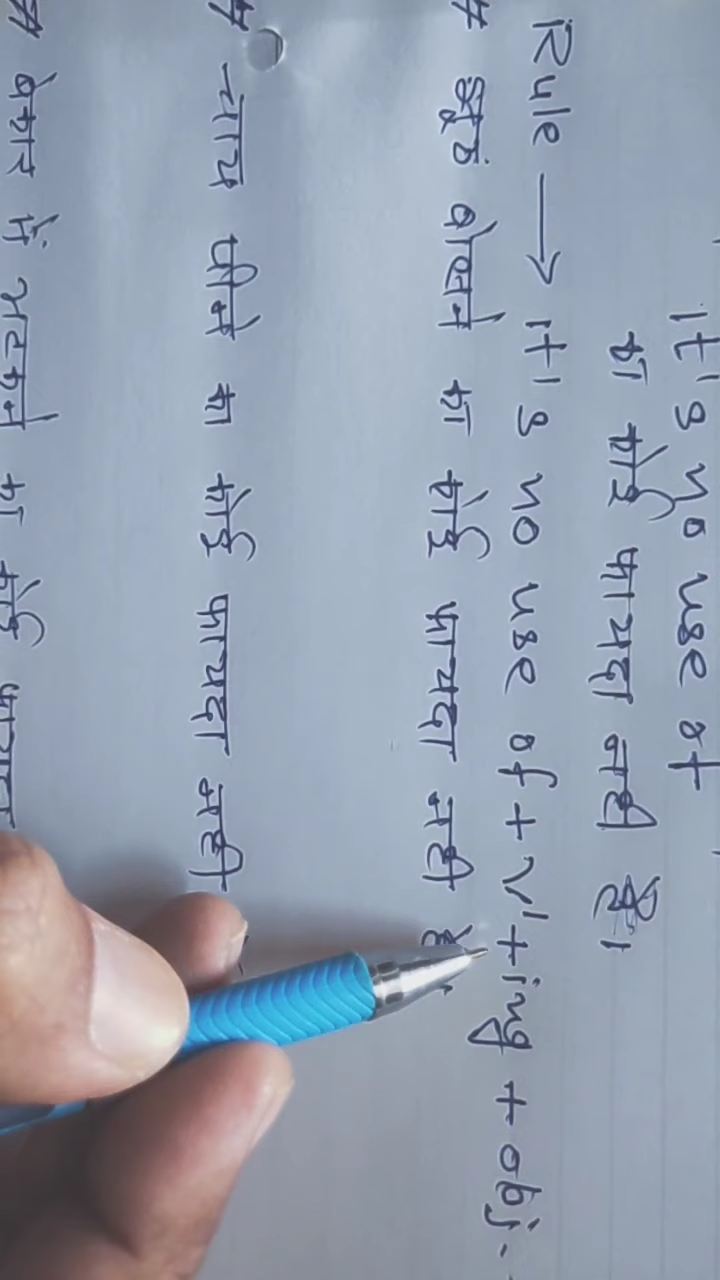 it's no use of
का कोई फायदा नही है।
Rule → it's no use of + v¹ + ing + obj.
# झुठ बोलने का कोई फायदा नही है
# चाय पीने का कोई फायदा नही
# बेकार में भटकने का कोई